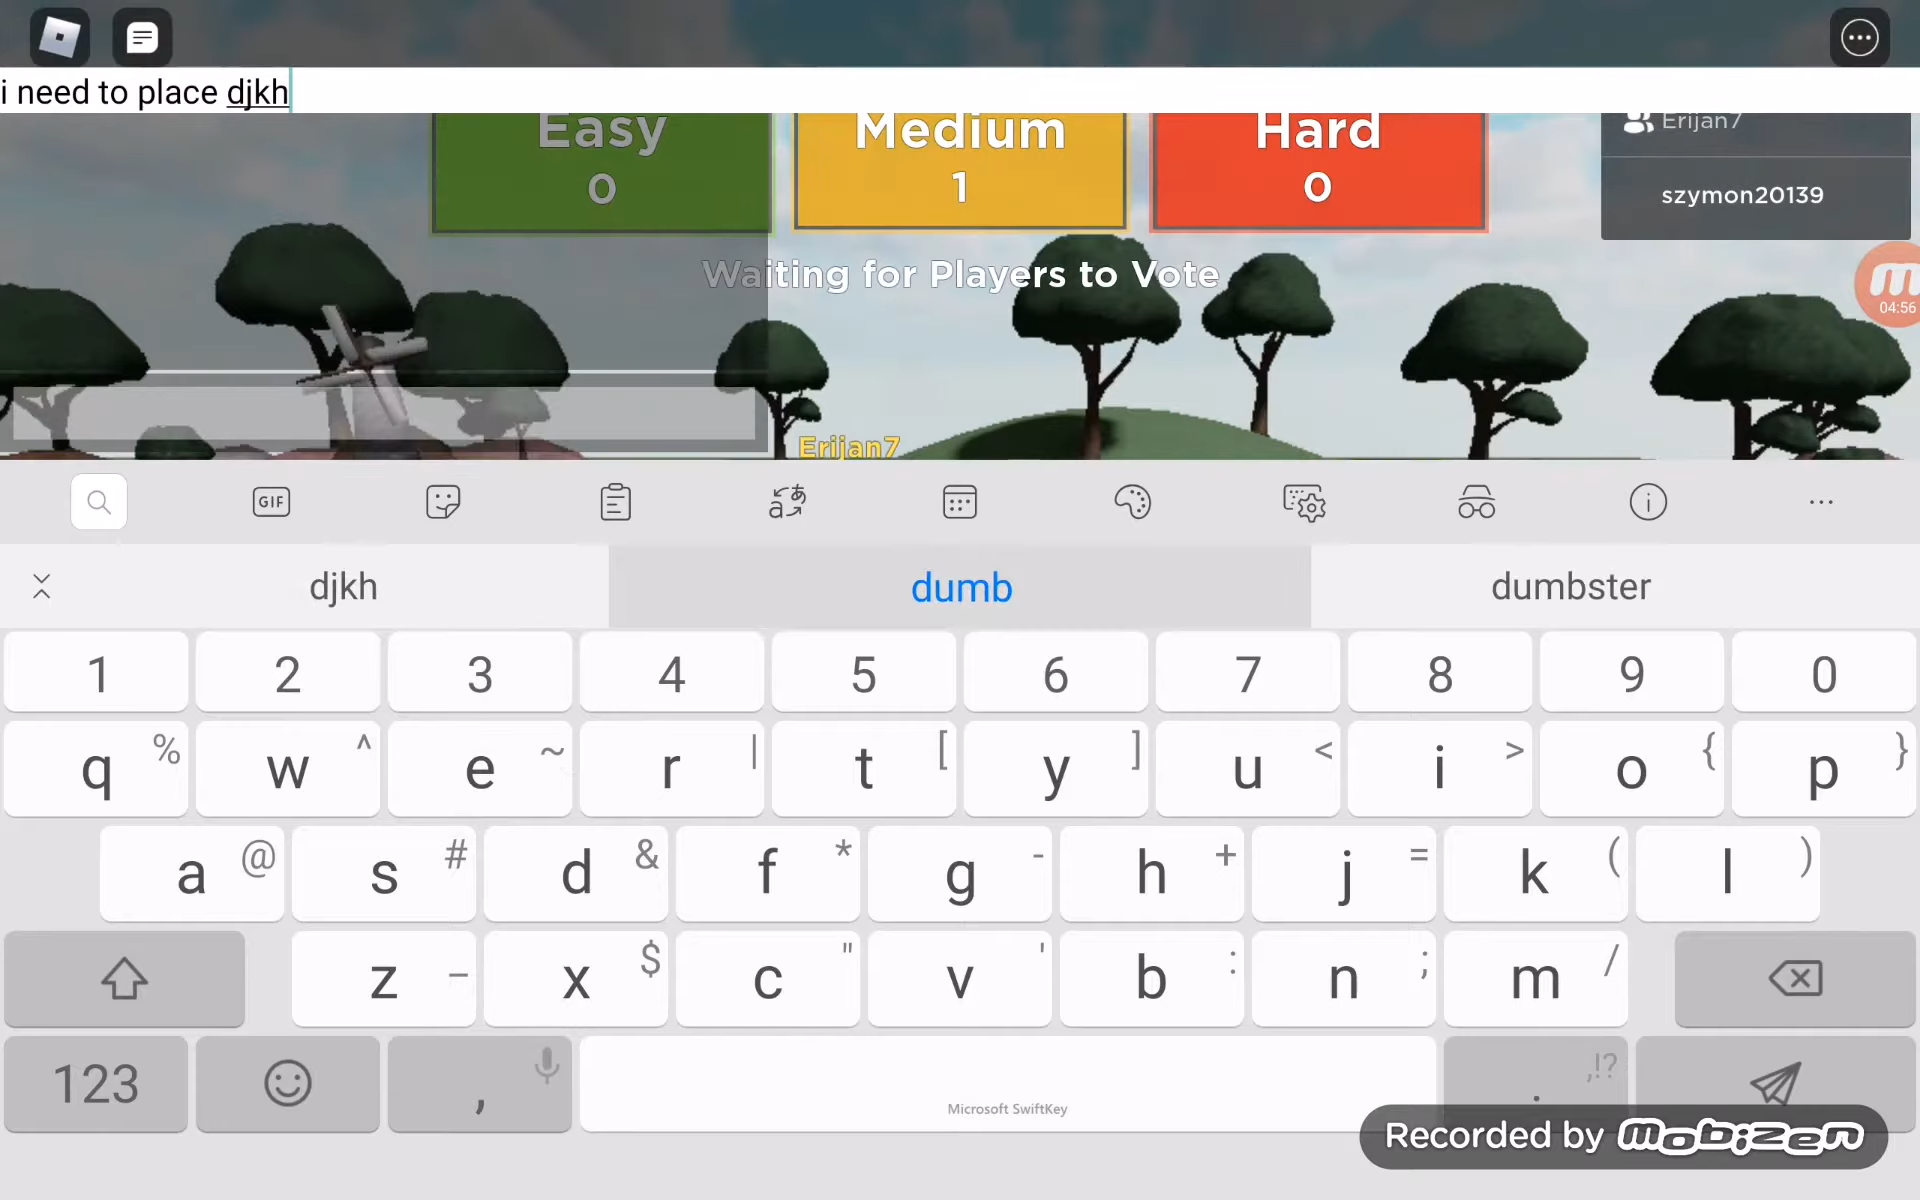 i need to place djkh
Easy
0
Medium
1
Hard
0
Erijan7
szymon20139
Waiting for Players to Vote
04:56
Erijan7
GIF
djkh
dumb
dumbster
1 2 3 4 5 6 7 8 9 0
q % w ^ e ~ r | t [ y ] u < i > o { p }
a @ s # d & f * g - h + j = k ( l )
z _ x $ c " v ' b : n ; m /
123 , Microsoft SwiftKey . ,!?
Recorded by Mobizen